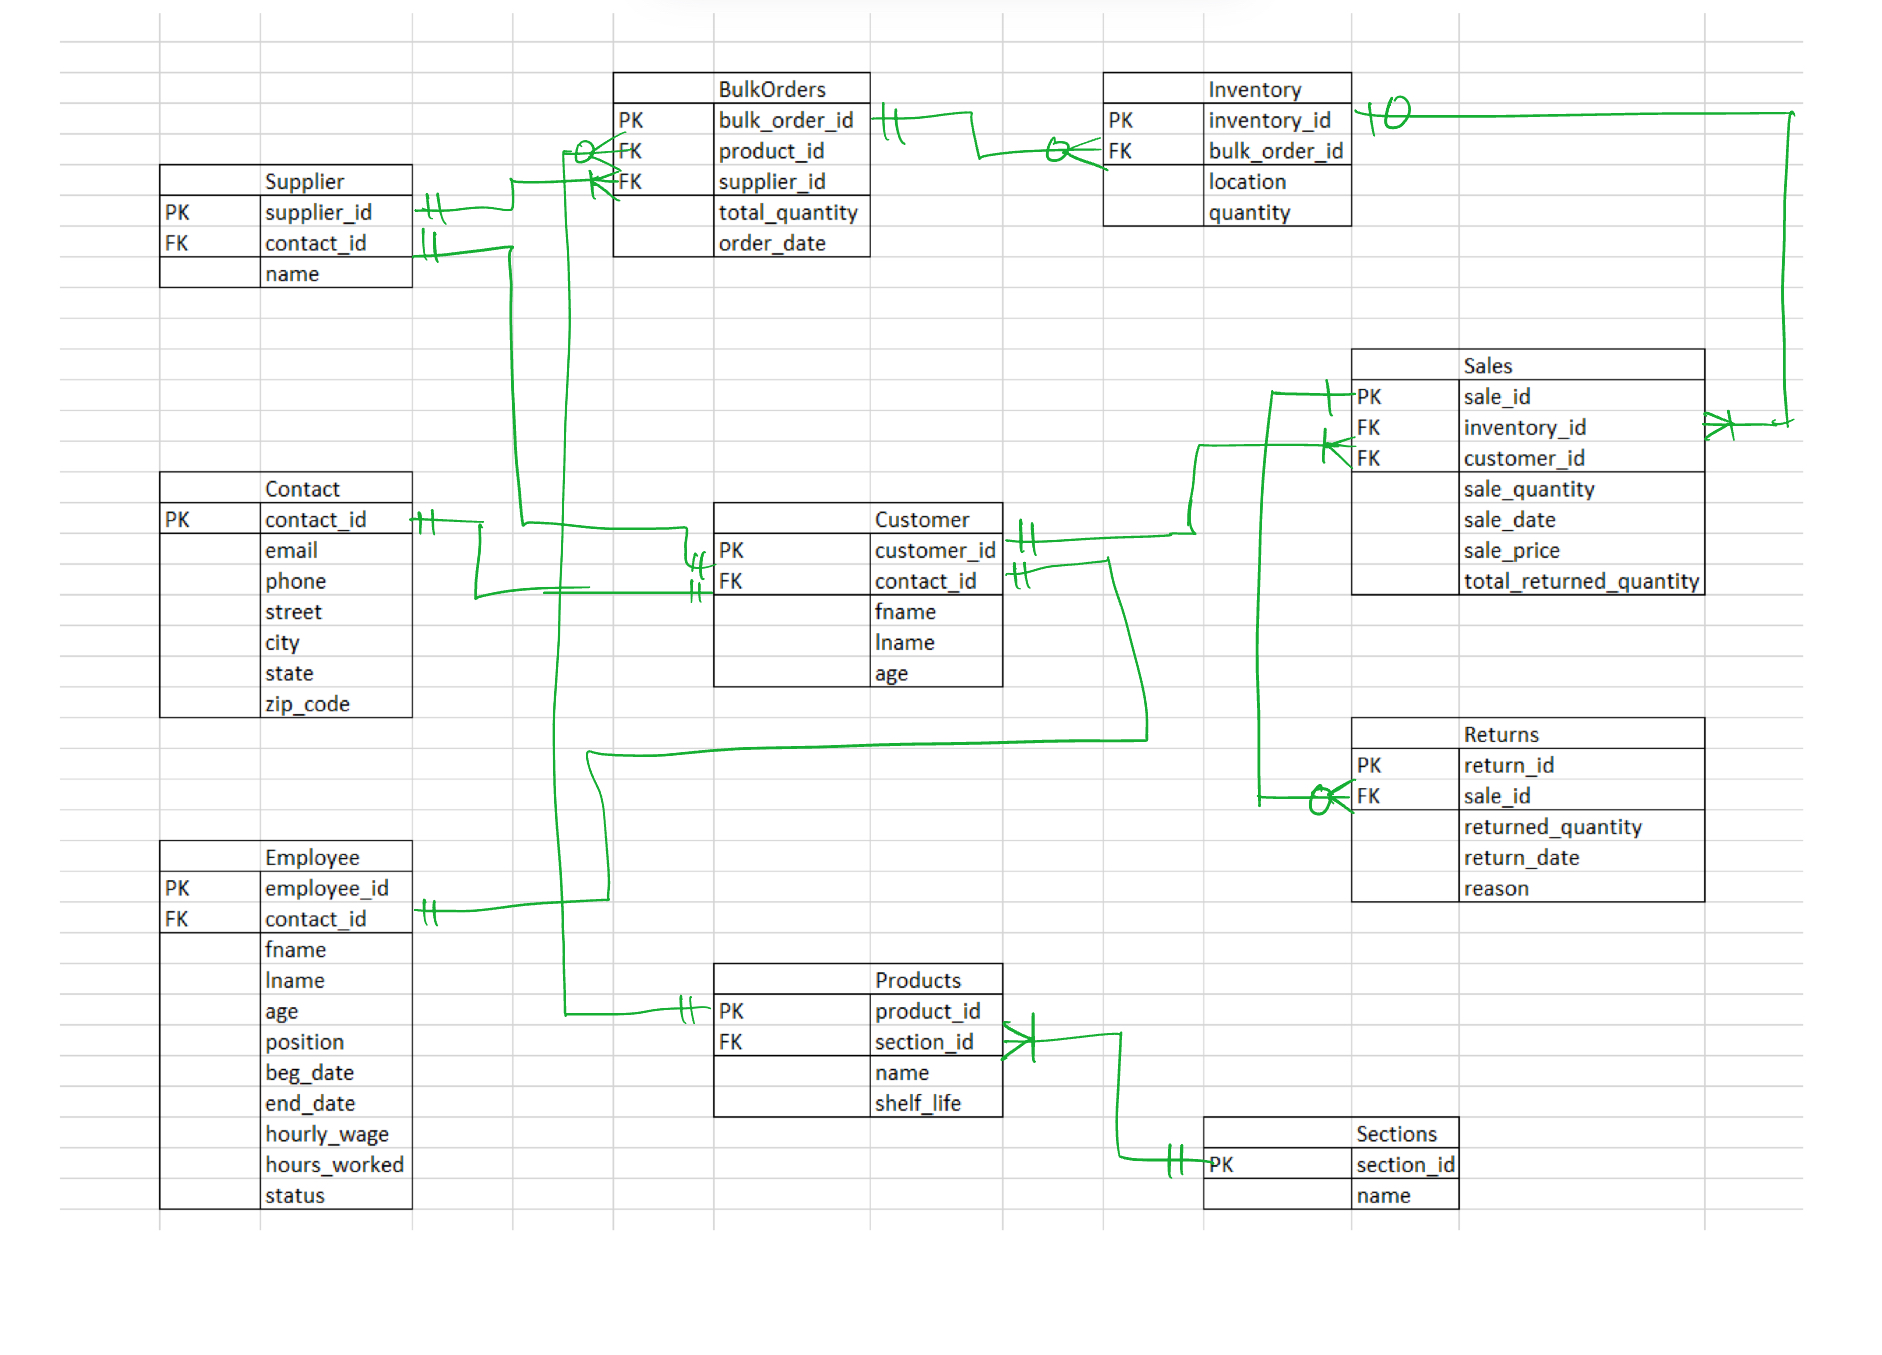 BulkOrders
PK bulk_order_id
FK product_id
FK supplier_id
total_quantity
order_date
Inventory
PK inventory_id
FK bulk_order_id
location
quantity
Supplier
PK supplier_id
FK contact_id
name
Sales
PK sale_id
FK inventory_id
FK customer_id
sale_quantity
sale_date
sale_price
total_returned_quantity
Contact
PK contact_id
email
phone
street
city
state
zip_code
Customer
PK customer_id
FK contact_id
fname
lname
age
Returns
PK return_id
FK sale_id
returned_quantity
return_date
reason
Employee
PK employee_id
FK contact_id
fname
lname
age
position
beg_date
end_date
hourly_wage
hours_worked
status
Products
PK product_id
FK section_id
name
shelf_life
Sections
PK section_id
name